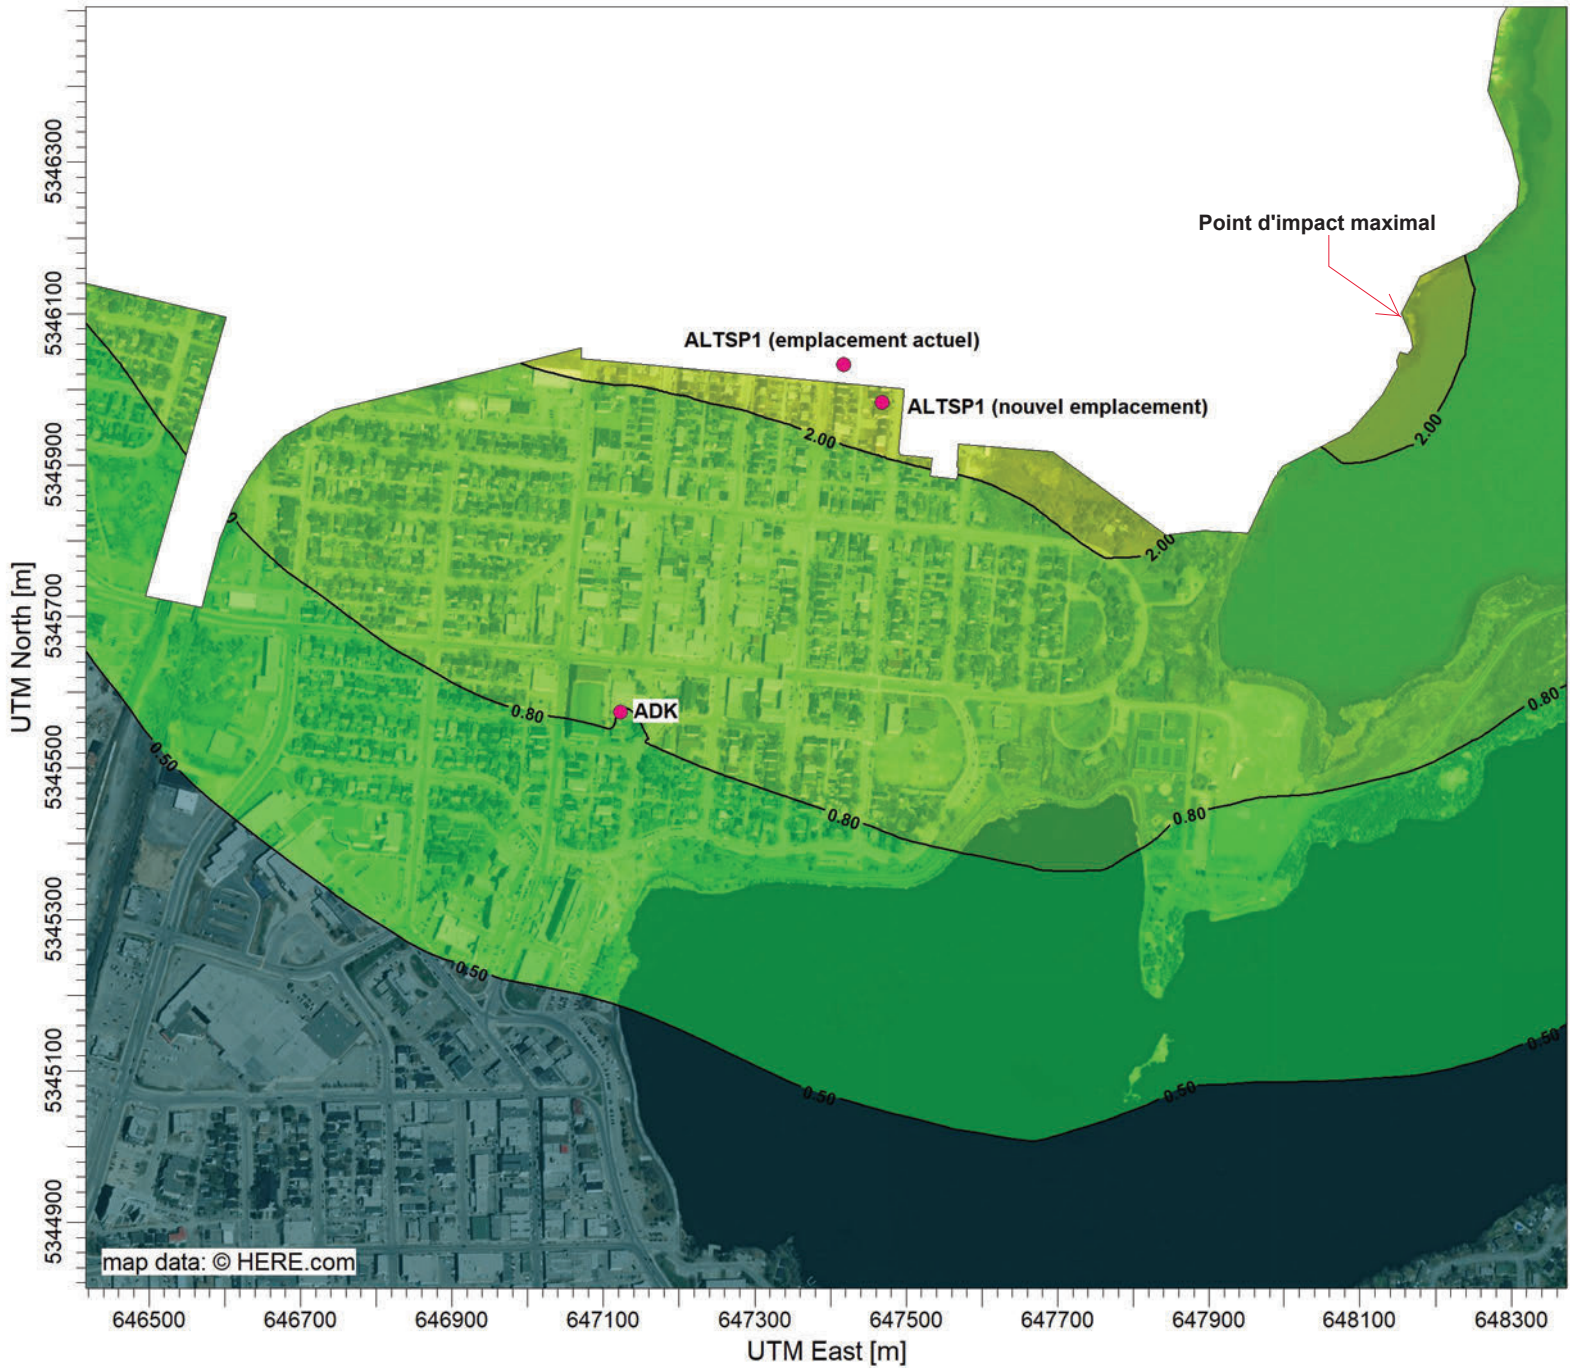 Point d'impact maximal
ALTSP1 (emplacement actuel)
ALTSP1 (nouvel emplacement)
2.00
2.00
2.00
0
0.80
ADK
0.80
0.80
0.80
0.50
0.50
0.50
0.50
0.50
UTM North [m]
5346300
5346100
5345900
5345700
5345500
5345300
5345100
5344900
map data: © HERE.com
646500 646700 646900 647100 647300 647500 647700 647900 648100 648300
UTM East [m]